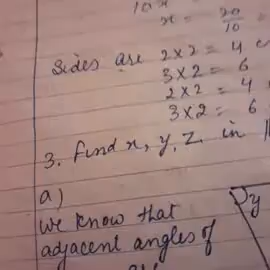 10x
x = 20/10 =
Sides are 2×2 = 4
3×2 = 6
2×2 = 4
3×2 = 6
3. Find x, y, z in
a)
y
we know that
adjacent angles of